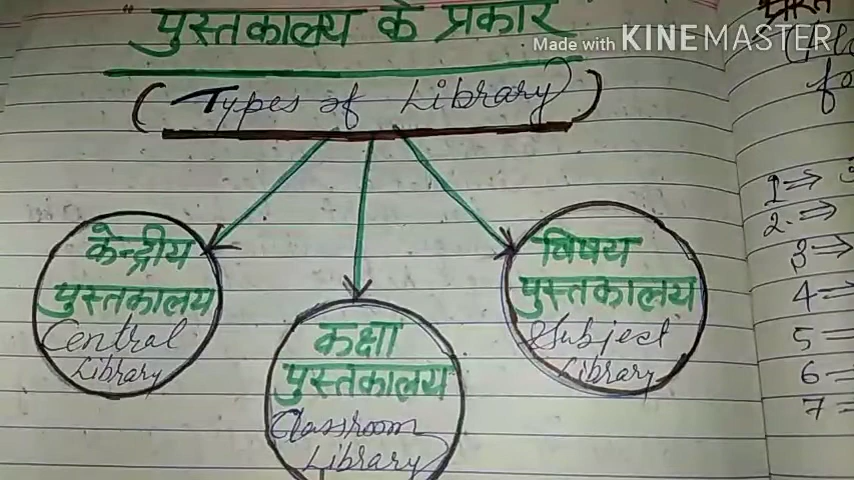 पुस्तकालय के प्रकार
Made with KINEMASTER
(Types of Library)
केन्द्रीय
पुस्तकालय
Central
Library
कक्षा
पुस्तकालय
Classroom
Library
विषय
पुस्तकालय
Subject
Library
1⇒
2.⇒
3⇒
4⇒
5=
6=
7=